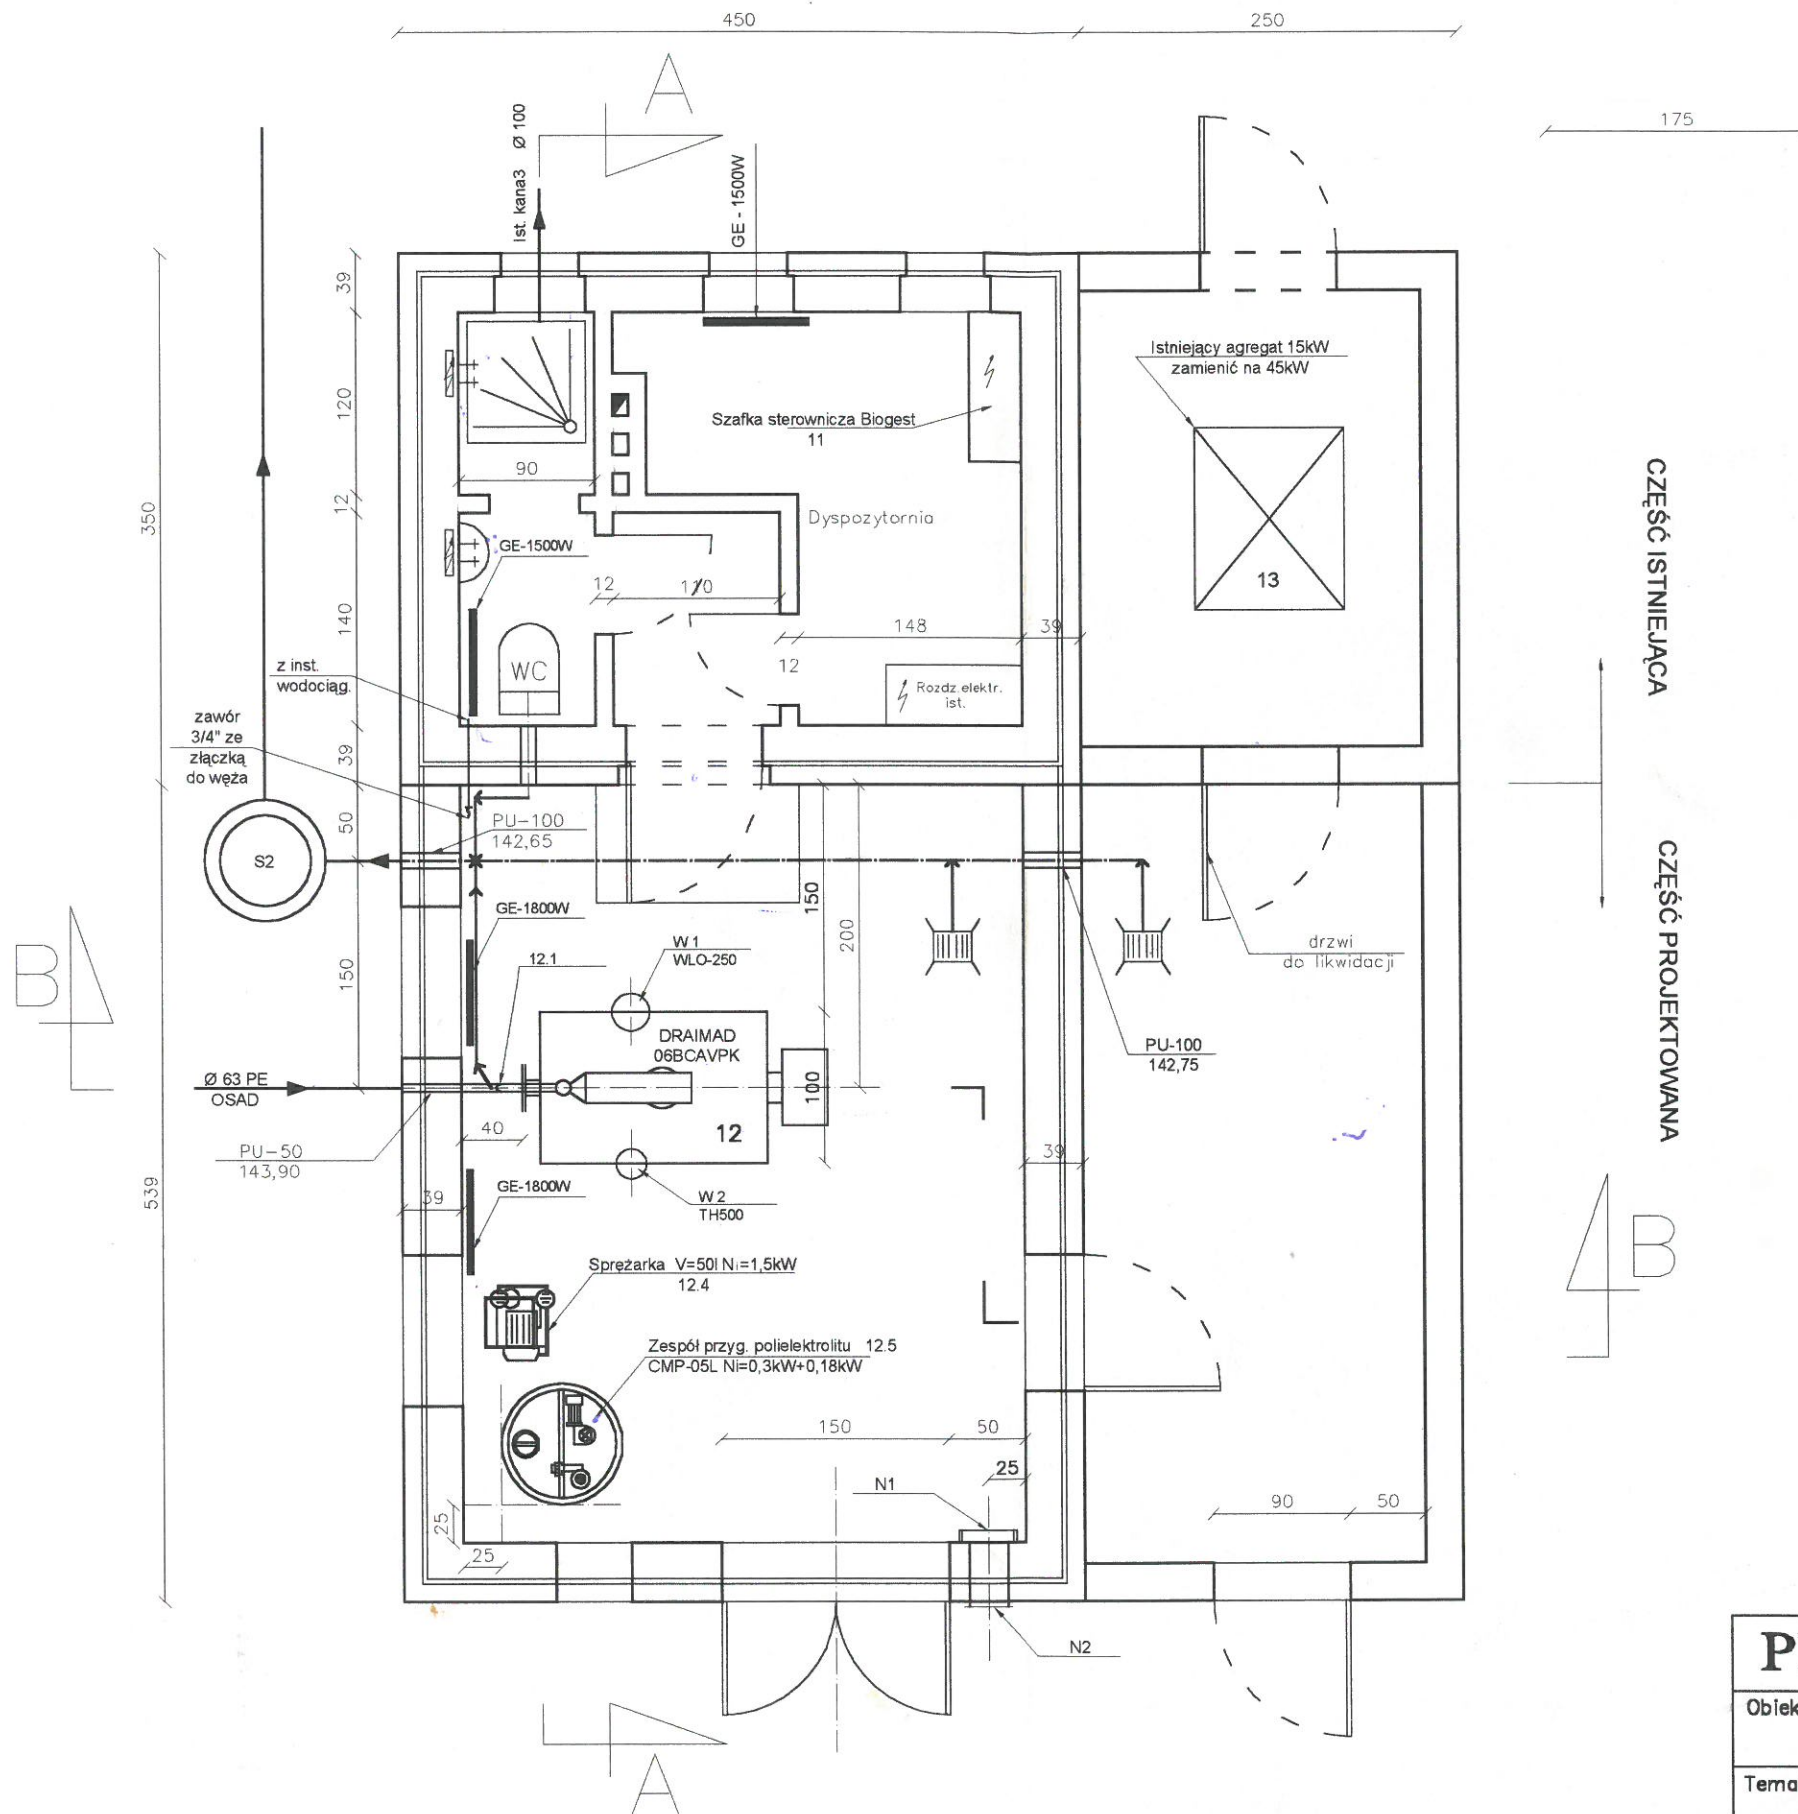 450
250
175
A
Ist. kana3 Ø 100
GE - 1500W
39
120
12
140
39
50
150
350
539
Istniejący agregat 15kW
zamienić na 45kW
Szafka sterownicza Biogest
11
90
Dyspozytornia
GE-1500W
12
110
148
39
12
13
WC
Rozdz.elektr.
ist.
z inst.
wodociąg.
zawór
3/4" ze
złączką
do węża
CZĘŚĆ ISTNIEJĄCA
CZĘŚĆ PROJEKTOWANA
S2
PU-100
142,65
150
200
GE-1800W
12.1
W 1
WLO-250
drzwi
do likwidacji
B
DRAIMAD
06BCAVPK
PU-100
142,75
Ø 63 PE
OSAD
100
12
40
PU-50
143,90
39
39
GE-1800W
W 2
TH500
B
Sprężarka V=50l Ni=1,5kW
12.4
Zespół przyg. polielektrolitu 12.5
CMP-05L Ni=0,3kW+0,18kW
150
50
25
N1
90
50
25
25
N2
A
P
Obiek
Tema